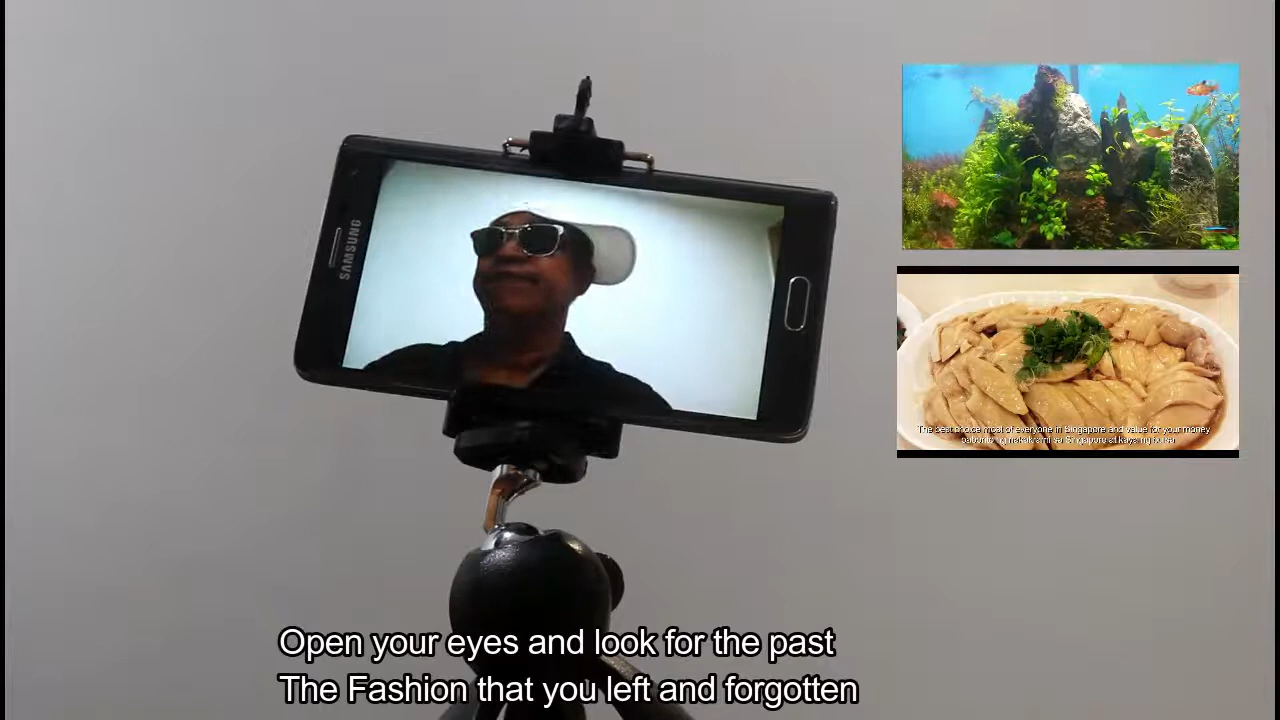 SAMSUNG
The best choice most of everyone in Singapore and value for your money
Open your eyes and look for the past
The Fashion that you left and forgotten